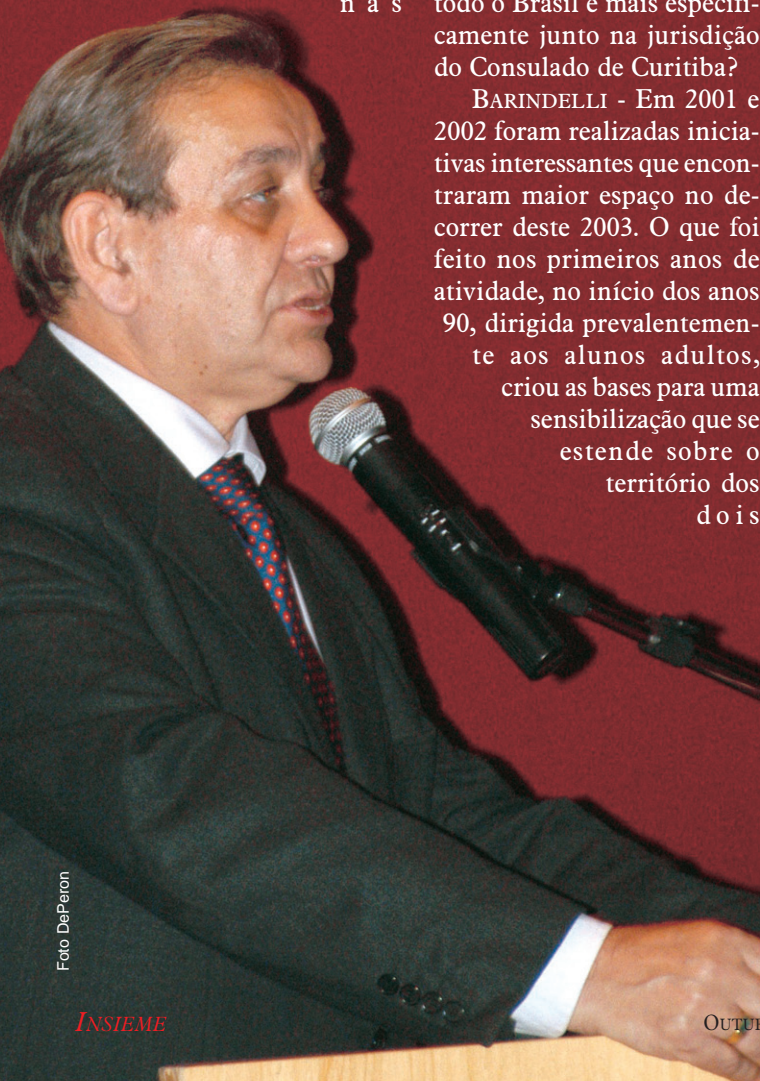 n a s
todo o Brasil e mais especifi-
camente junto na jurisdição
do Consulado de Curitiba?
BARINDELLI - Em 2001 e
2002 foram realizadas inicia-
tivas interessantes que encon-
traram maior espaço no de-
correr deste 2003. O que foi
feito nos primeiros anos de
atividade, no início dos anos
90, dirigida prevalentemen-
te aos alunos adultos,
criou as bases para uma
sensibilização que se
estende sobre o
território dos
d o i s
Foto DePeron
INSIEME